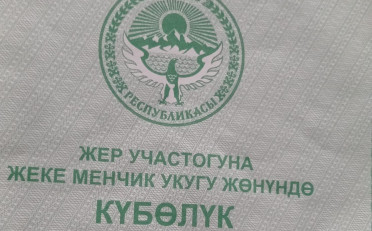 РЕСПУБЛИКАСЫ
ЖЕР УЧАСТОГУНА
ЖЕКЕ МЕНЧИК УКУГУ ЖӨНҮНДӨ
КҮБӨЛҮК